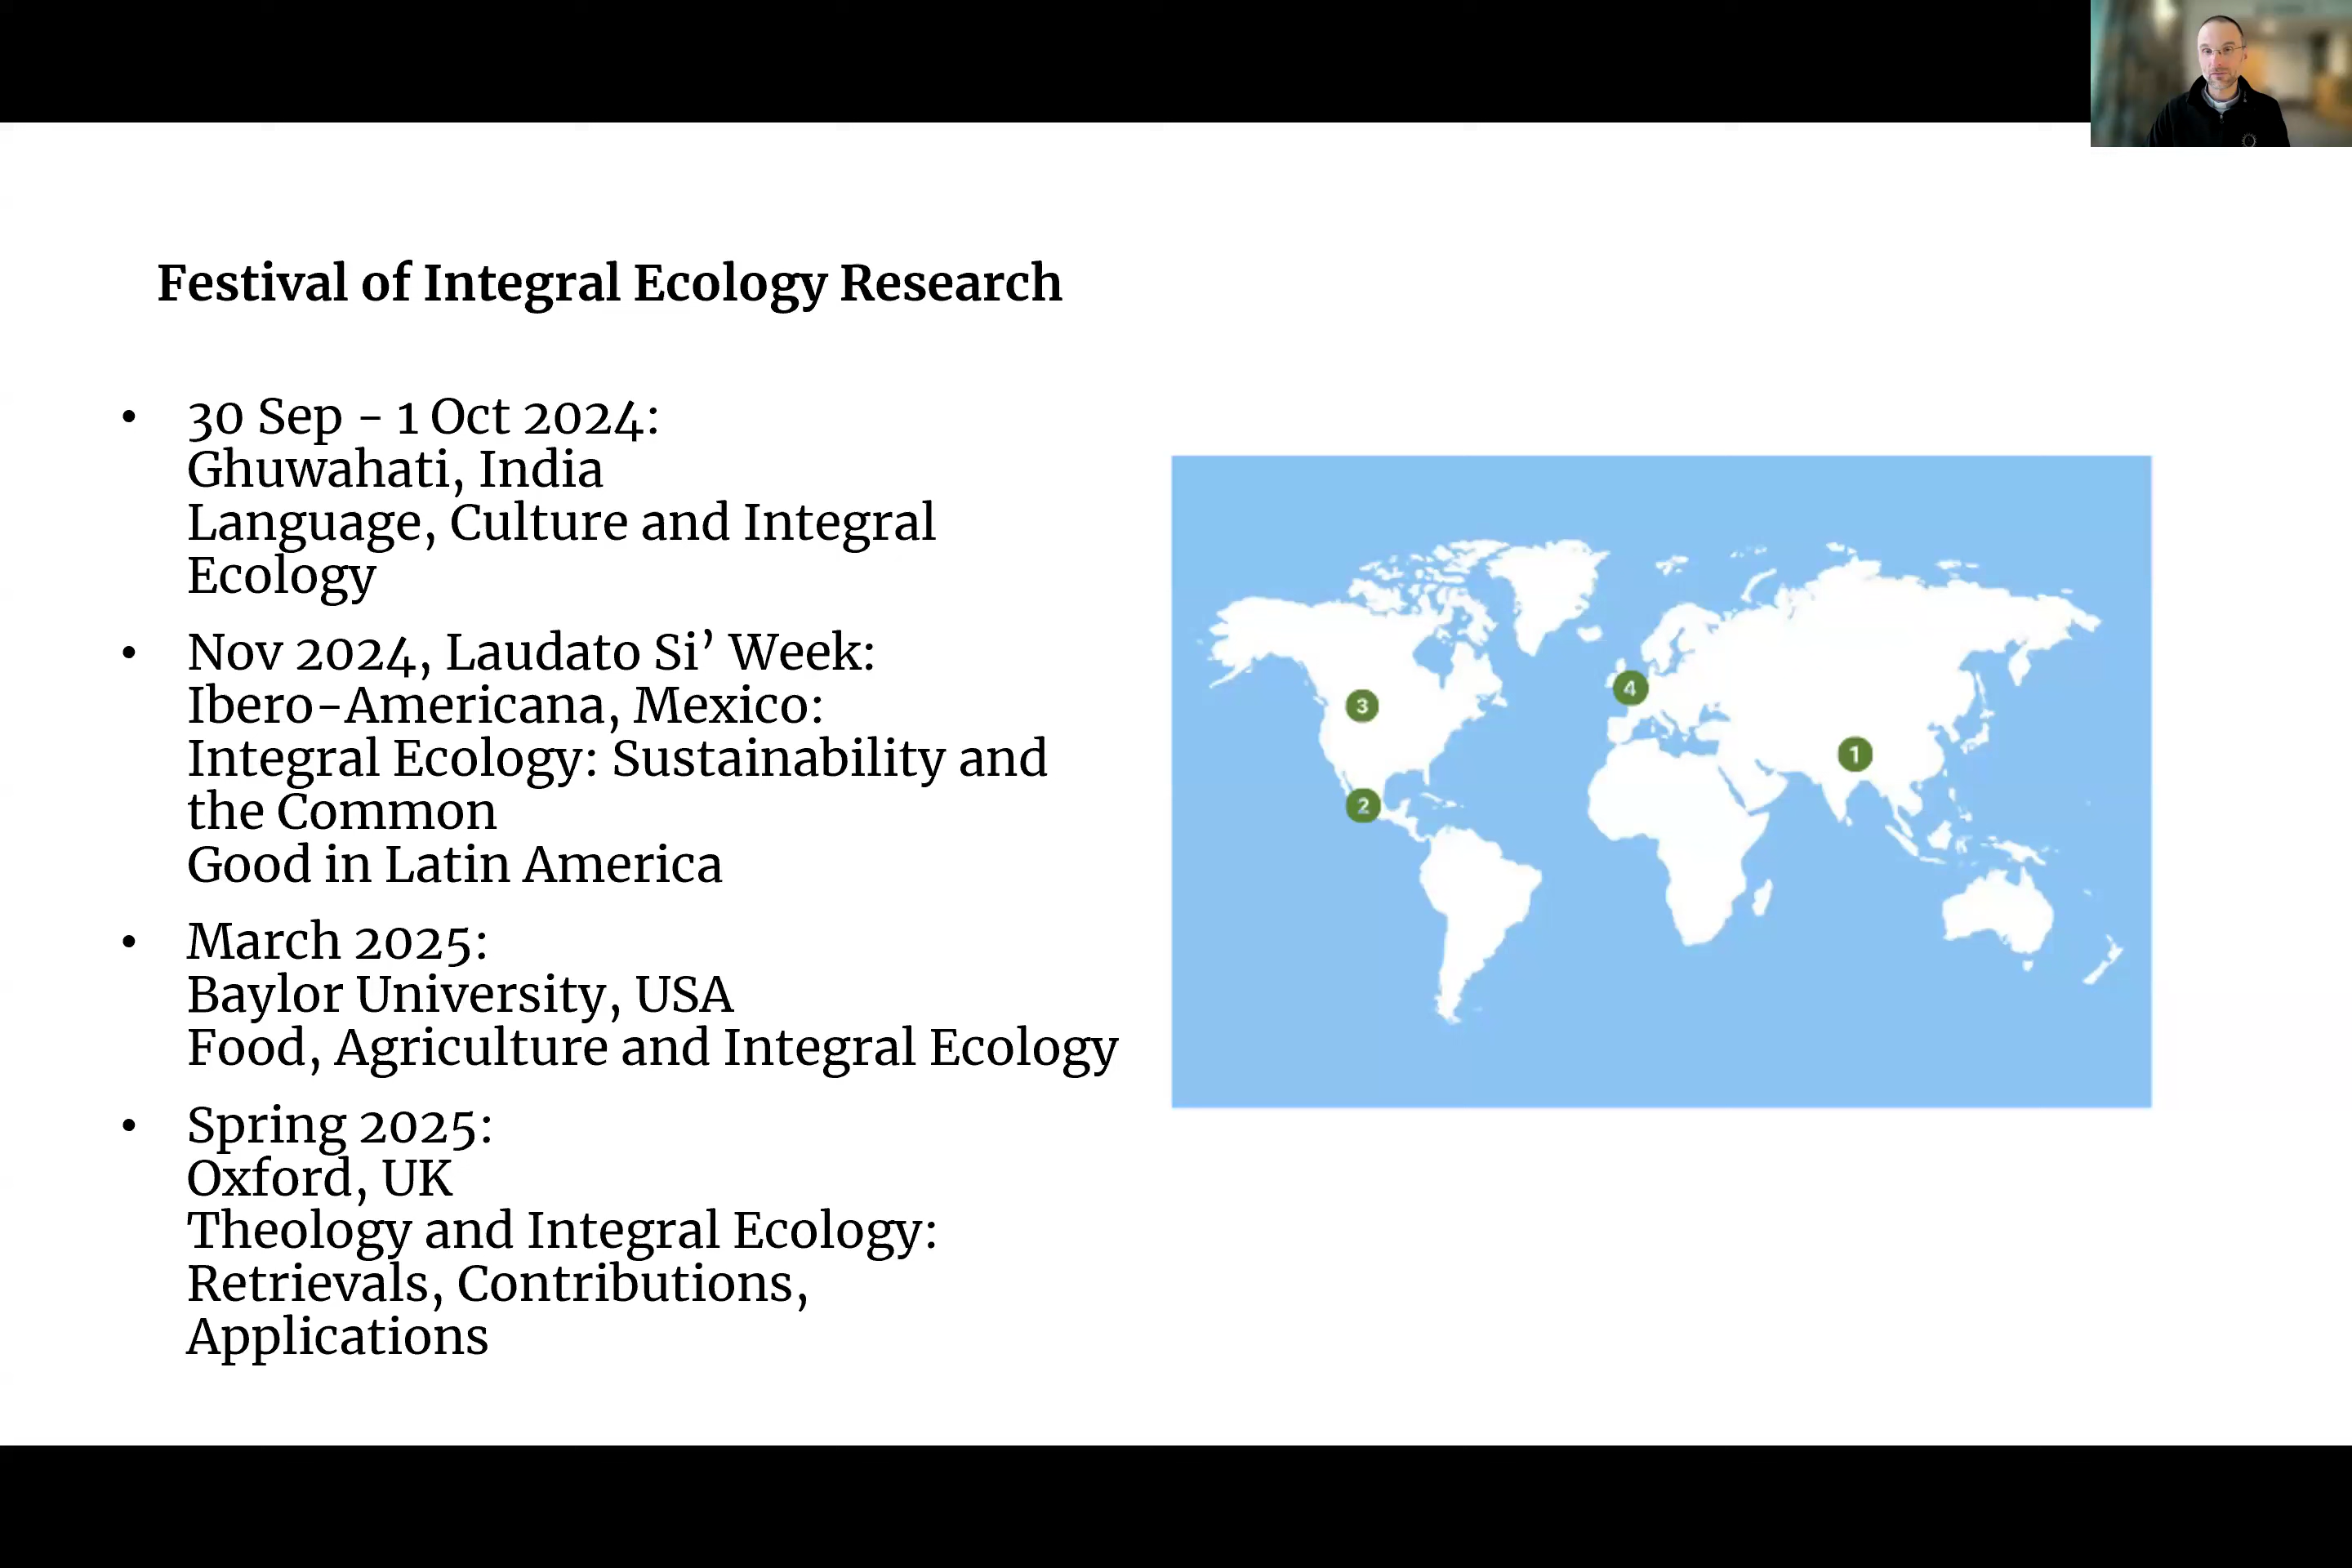 Festival of Integral Ecology Research
• 30 Sep - 1 Oct 2024:
Ghuwahati, India
Language, Culture and Integral
Ecology
• Nov 2024, Laudato Si’ Week:
Ibero-Americana, Mexico:
Integral Ecology: Sustainability and
the Common
Good in Latin America
• March 2025:
Baylor University, USA
Food, Agriculture and Integral Ecology
• Spring 2025:
Oxford, UK
Theology and Integral Ecology:
Retrievals, Contributions,
Applications
3
4
1
2